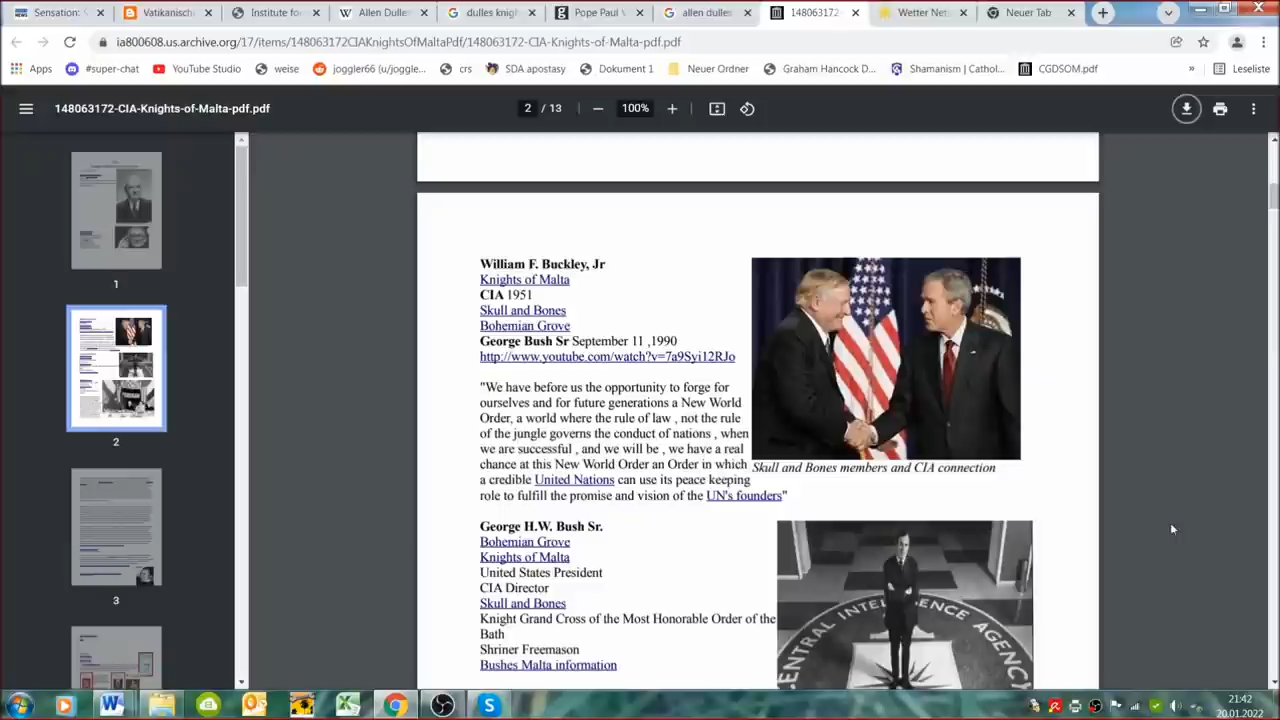 Sensation: V
Vatikanische
Institute fo
Allen Dulles
dulles knigh
Pope Paul V
allen dulles
148063172-
Wetter Net
Neuer Tab
ia800608.us.archive.org/17/items/148063172CIAKnightsOfMaltaPdf/148063172-CIA-Knights-of-Malta-pdf.pdf
Apps
#super-chat
YouTube Studio
weise
joggler66 (u/joggle...
crs
SDA apostasy
Dokument 1
Neuer Ordner
Graham Hancock D...
Shamanism | Cathol...
CGDSOM.pdf
»
Leseliste
148063172-CIA-Knights-of-Malta-pdf.pdf
2 / 13
100%
1
2
3
William F. Buckley, Jr
Knights of Malta
CIA 1951
Skull and Bones
Bohemian Grove
George Bush Sr September 11 ,1990
http://www.youtube.com/watch?v=7a9Syi12RJo
"We have before us the opportunity to forge for
ourselves and for future generations a New World
Order, a world where the rule of law , not the rule
of the jungle governs the conduct of nations , when
we are successful , and we will be , we have a real
chance at this New World Order an Order in which
a credible United Nations can use its peace keeping
role to fulfill the promise and vision of the UN's founders"
Skull and Bones members and CIA connection
George H.W. Bush Sr.
Bohemian Grove
Knights of Malta
United States President
CIA Director
Skull and Bones
Knight Grand Cross of the Most Honorable Order of the
Bath
Shriner Freemason
Bushes Malta information
CENTRAL INTELLIGENCE AGENCY
21:42
20.01.2022